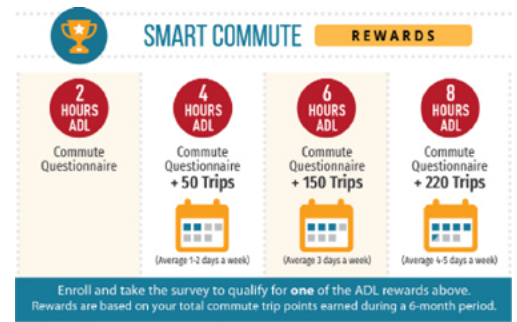 SMART COMMUTE REWARDS
2
HOURS
ADL
Commute
Questionnaire
4
HOURS
ADL
Commute
Questionnaire
+ 50 Trips
(Average 1-2 days a week)
6
HOURS
ADL
Commute
Questionnaire
+ 150 Trips
(Average 3 days a week)
8
HOURS
ADL
Commute
Questionnaire
+ 220 Trips
(Average 4-5 days a week)
Enroll and take the survey to qualify for one of the ADL rewards above.
Rewards are based on your total commute trip points earned during a 6-month period.